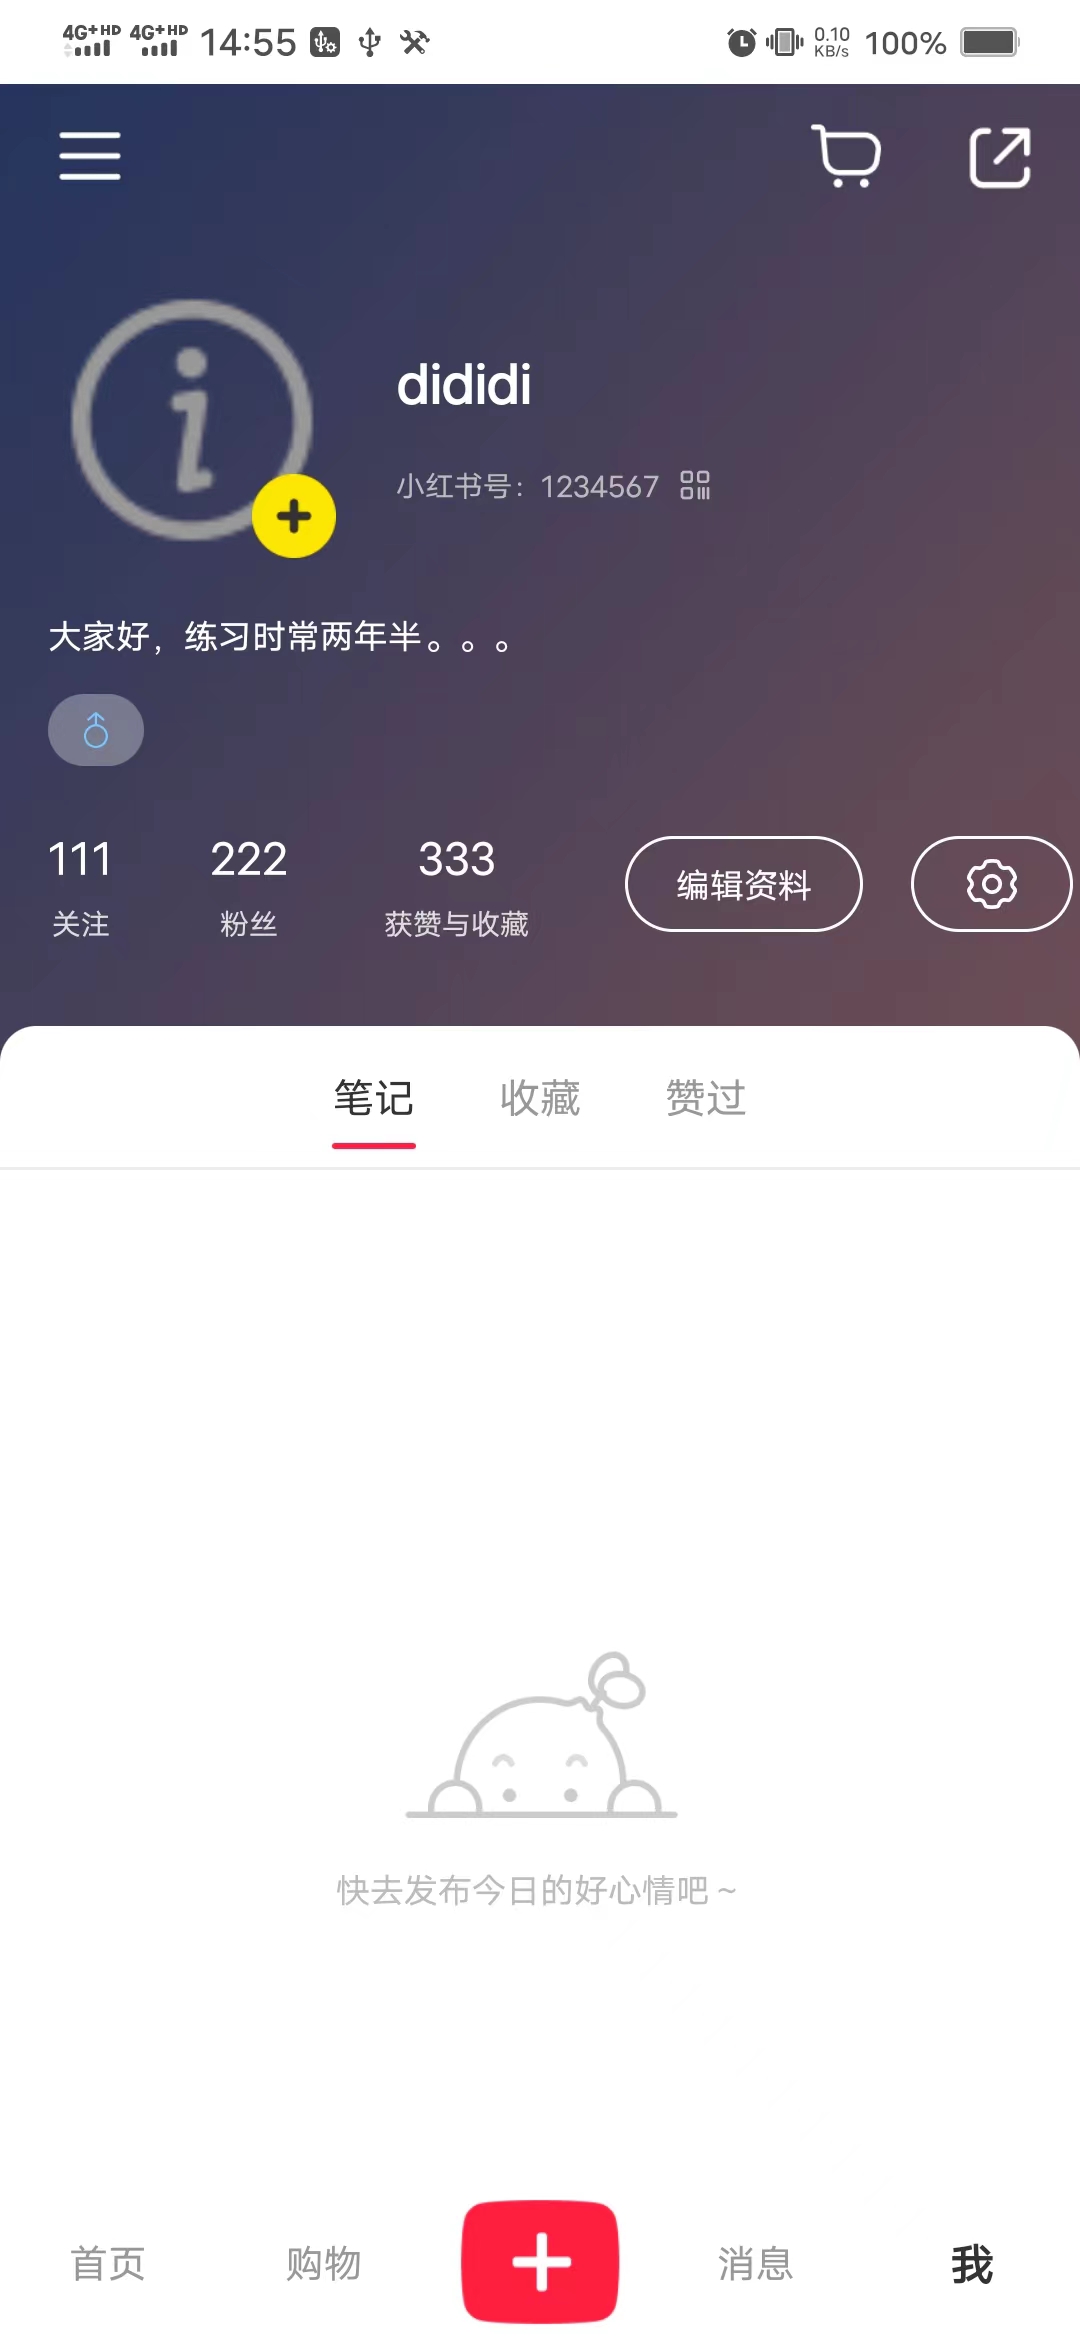 4G+HD 4G+HD 14:55 0.10 KB/s 100%
dididi
小红书号：1234567
大家好，练习时常两年半。。。
111 222 333
关注 粉丝 获赞与收藏 编辑资料
笔记 收藏 赞过
快去发布今日的好心情吧～
首页 购物 消息 我